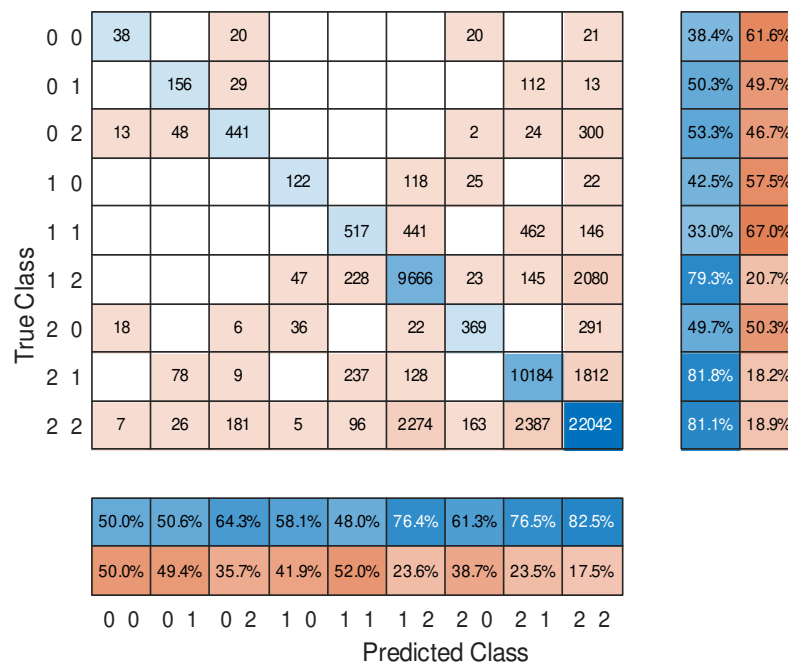 0 0 38 20 20 21 38.4% 61.6%
0 1 156 29 112 13 50.3% 49.7%
0 2 13 48 441 2 24 300 53.3% 46.7%
1 0 122 118 25 22 42.5% 57.5%
1 1 517 441 462 146 33.0% 67.0%
1 2 47 228 9666 23 145 2080 79.3% 20.7%
2 0 18 6 36 22 369 291 49.7% 50.3%
2 1 78 9 237 128 10184 1812 81.8% 18.2%
2 2 7 26 181 5 96 2274 163 2387 22042 81.1% 18.9%
True Class
50.0% 50.6% 64.3% 58.1% 48.0% 76.4% 61.3% 76.5% 82.5%
50.0% 49.4% 35.7% 41.9% 52.0% 23.6% 38.7% 23.5% 17.5%
0 0 0 1 0 2 1 0 1 1 1 2 2 0 2 1 2 2
Predicted Class